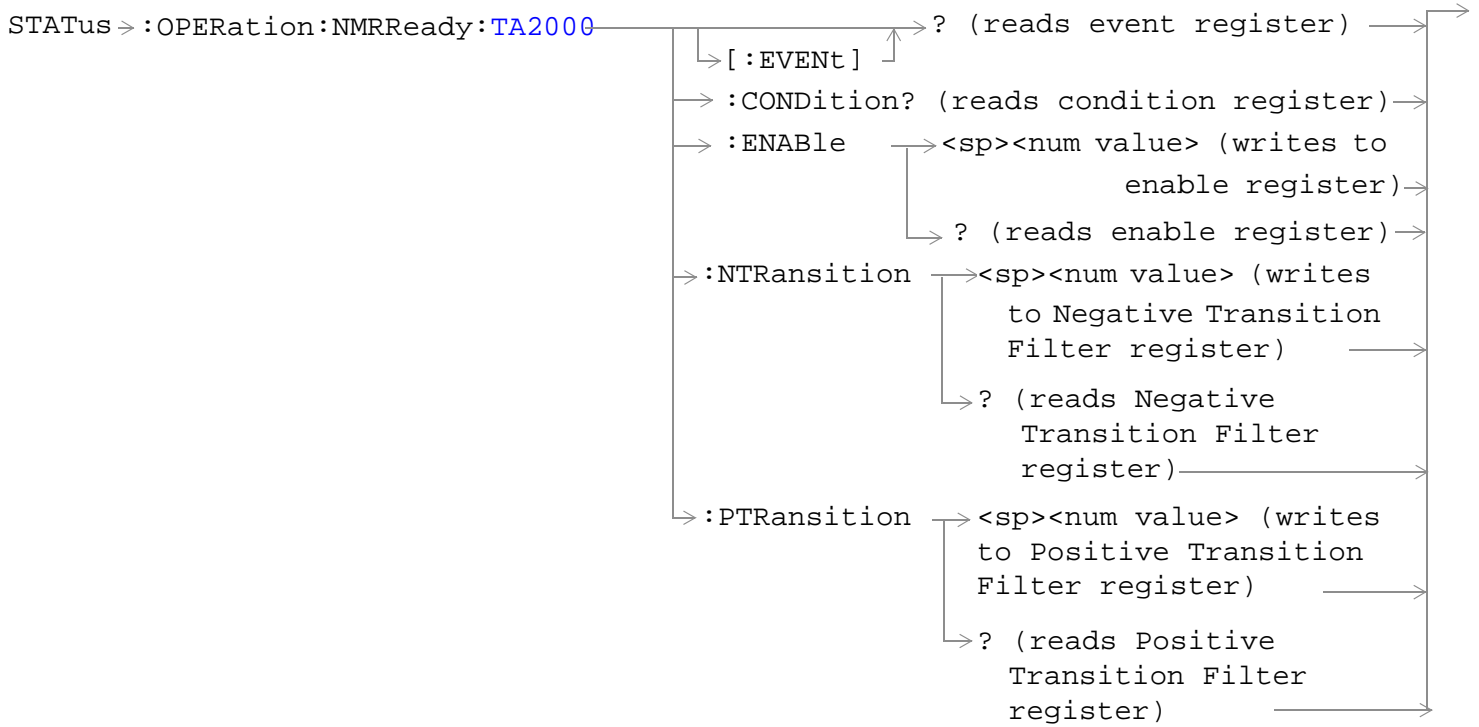 STATus :OPERation:NMRReady:TA2000 ? (reads event register)
[:EVENt]
:CONDition? (reads condition register)
:ENABle <sp><num value> (writes to
enable register)
? (reads enable register)
:NTRansition <sp><num value> (writes
to Negative Transition
Filter register)
? (reads Negative
Transition Filter
register)
:PTRansition <sp><num value> (writes
to Positive Transition
Filter register)
? (reads Positive
Transition Filter
register)